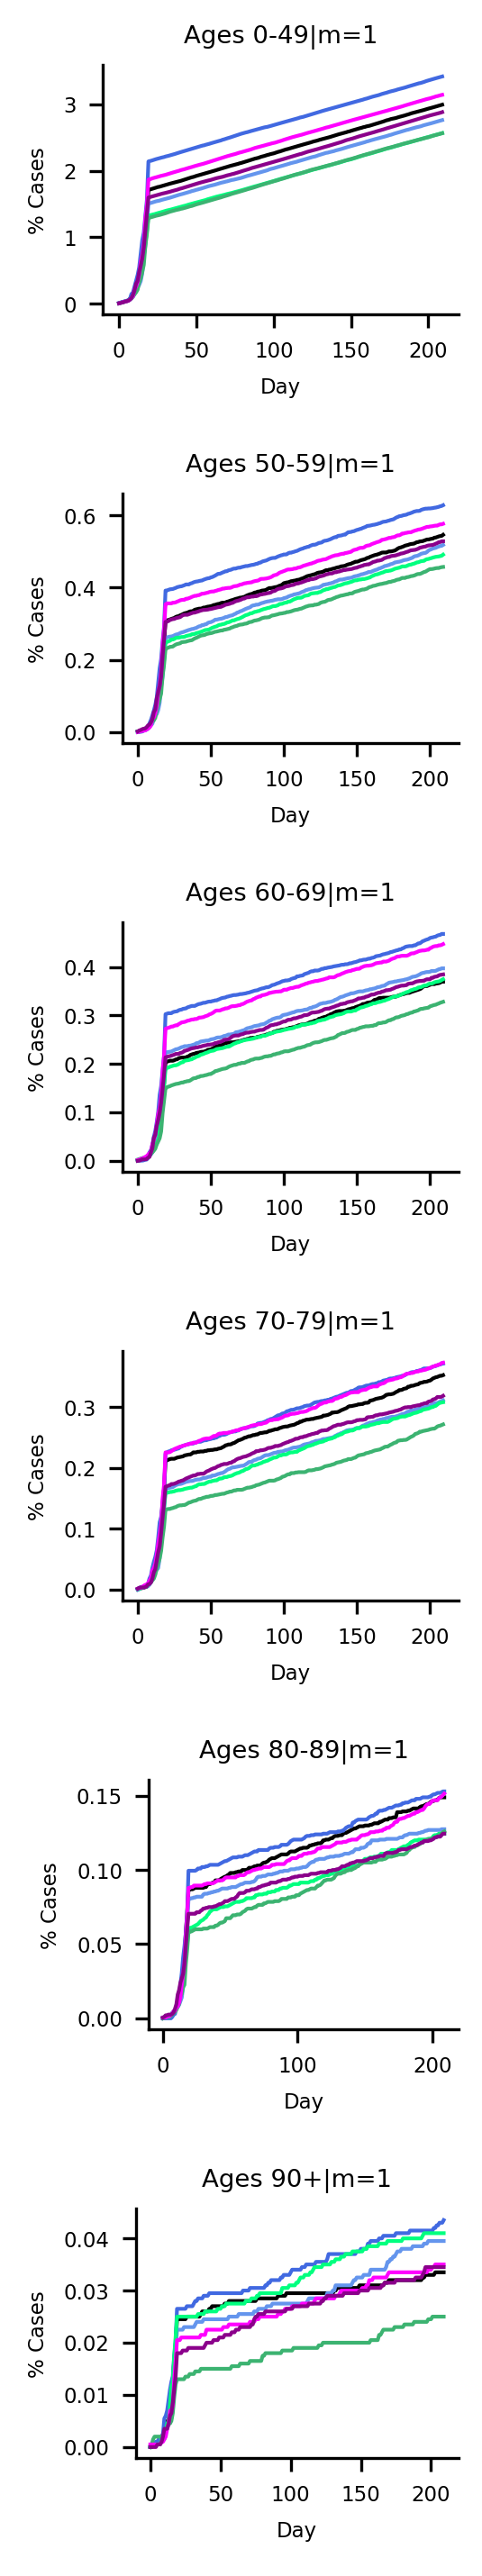 Ages 0-49|m=1
3
2
1
0
% Cases
0 50 100 150 200
Day
Ages 50-59|m=1
0.6
0.4
0.2
0.0
% Cases
0 50 100 150 200
Day
Ages 60-69|m=1
0.4
0.3
0.2
0.1
0.0
% Cases
0 50 100 150 200
Day
Ages 70-79|m=1
0.3
0.2
0.1
0.0
% Cases
0 50 100 150 200
Day
Ages 80-89|m=1
0.15
0.10
0.05
0.00
% Cases
0 100 200
Day
Ages 90+|m=1
0.04
0.03
0.02
0.01
0.00
% Cases
0 50 100 150 200
Day